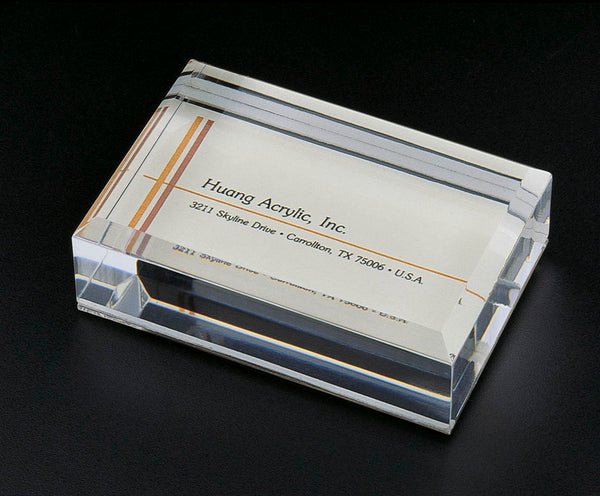 Huang Acrylic, Inc.
3211 Skyline Drive • Carrollton, TX 75006 • U.S.A.